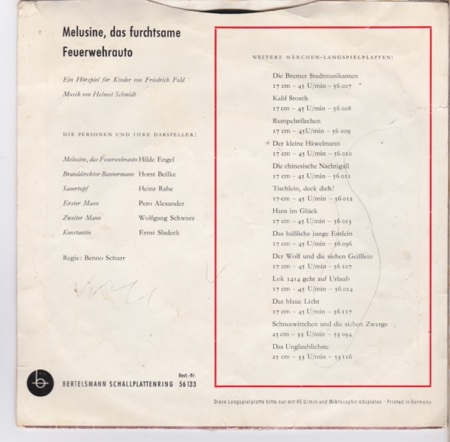 Melusine, das furchtsame
Feuerwehrauto
Ein Hörspiel für Kinder von Friedrich Feld
Musik von Helmut Schmidt
DIE PERSONEN UND IHRE DARSTELLER:
Melusine, das Feuerwehrauto Hilde Engel
Branddirektor Bannermann Horst Beilke
Sauertopf Heinz Rabe
Erster Mann Pero Alexander
Zweiter Mann Wolfgang Schwarz
Konstantin Ernst Sladeck
Regie: Benno Schurr
Best.-Nr.
BERTELSMANN SCHALLPLATTENRING 56 133
WEITERE MÄRCHEN-LANGSPIELPLATTEN:
Die Bremer Stadtmusikanten
17 cm – 45 U/min – 56 007
Kalif Storch
17 cm – 45 U/min – 56 008
Rumpelstilzchen
17 cm – 45U/min – 56 009
Der kleine Häwelmann
17 cm – 45 U/min – 56 010
Die chinesische Nachtigall
17 cm – 45 U/min – 56 011
Tischlein, deck dich!
17 cm – 45 U/min – 56 012
Hans im Glück
17 cm – 45 U/min – 56 013
Das häßliche junge Entlein
17 cm – 45 U/min – 56 096
Der Wolf und die sieben Geißlein
17 cm – 45 U/min – 56 107
Lok 1414 geht auf Urlaub
17 cm – 45 U/min – 56 014
Das blaue Licht
17 cm – 45 U/min – 56 117
Schneewittchen und die sieben Zwerge
25 cm – 33 U/min – 33 094
Das Unglaublichste
25 cm – 33 U/min – 33 116
Diese Langspielplatte bitte nur mit 45 U/min und Mikrosaphir abspielen · Printed in Germany